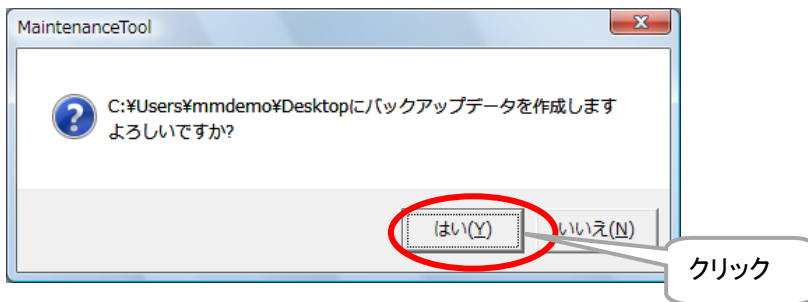 MaintenanceTool
C:¥Users¥mmdemo¥Desktopにバックアップデータを作成します
よろしいですか?
はい(Y)
いいえ(N)
クリック